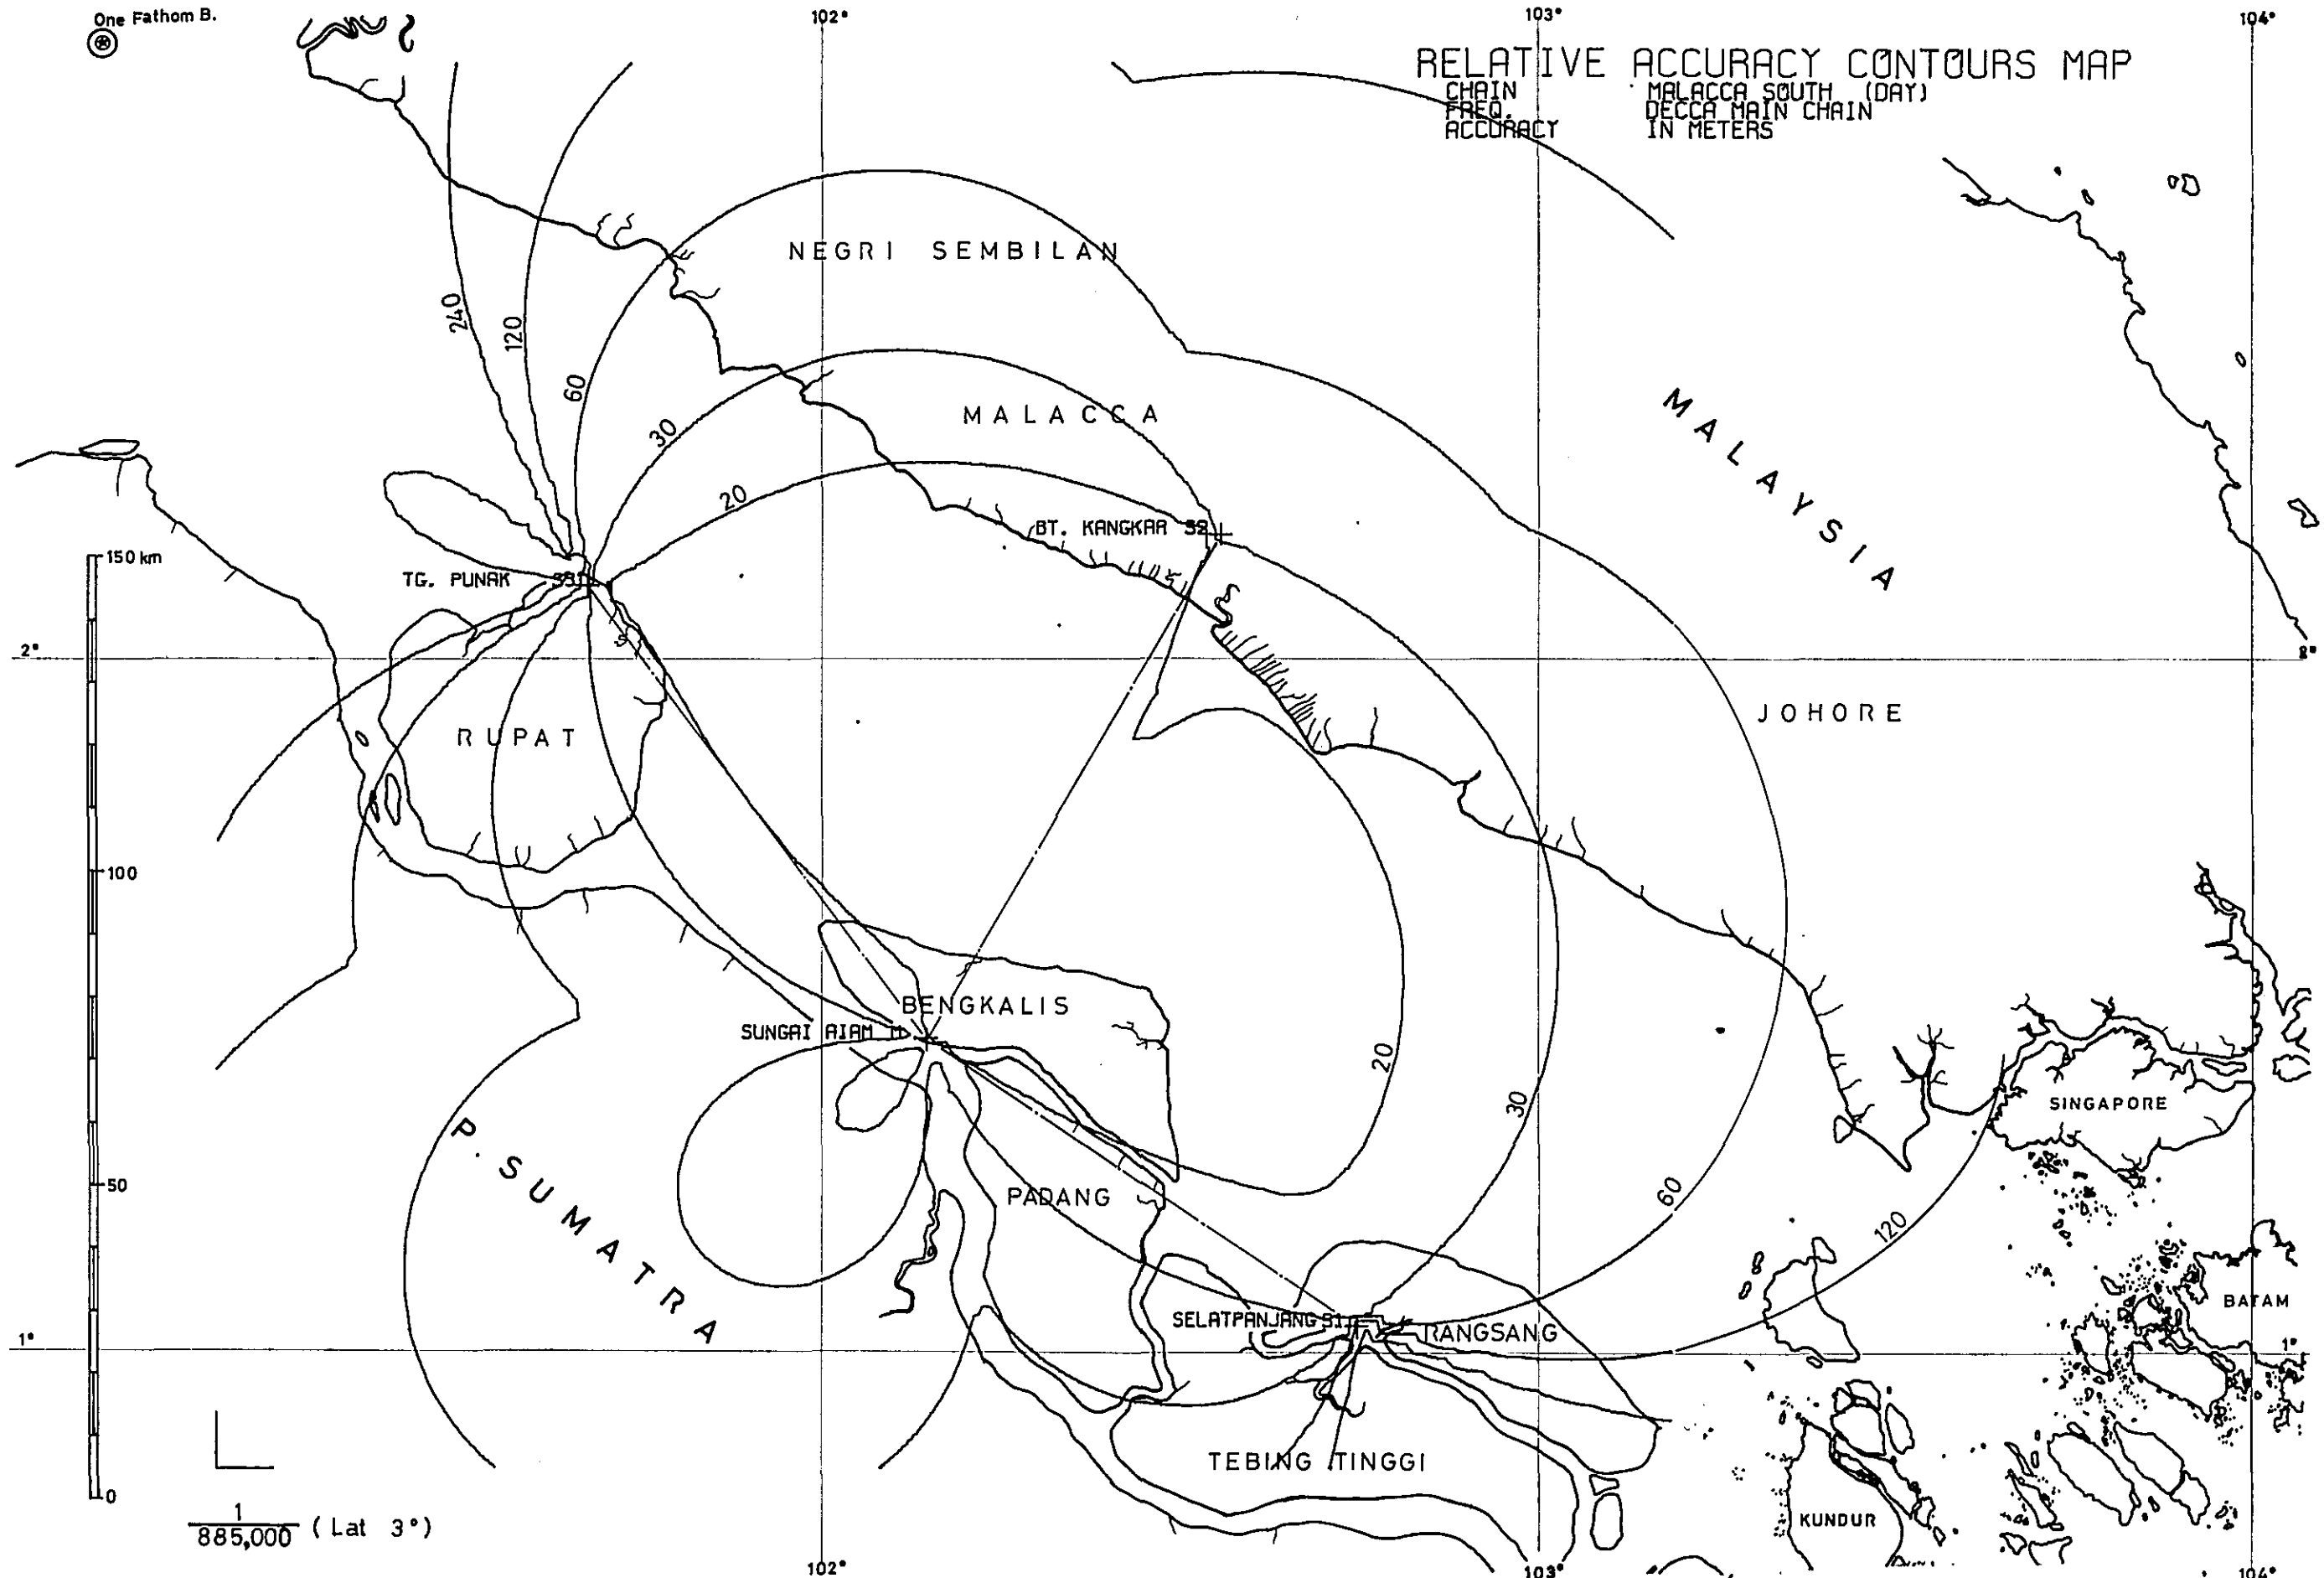 One Fathom B.
102°
103°
104°
RELATIVE ACCURACY CONTOURS MAP
CHAIN MALACCA SOUTH (DAY)
FREQ. DECCA MAIN CHAIN
ACCURACY IN METERS
NEGRI SEMBILAN
240
120
60
30
20
MALACCA
MALAYSIA
BT. KANGKAR S2
150 km
TG. PUNAK
2°
2°
RUPAT
JOHORE
100
BENGKALIS
SUNGAI AIAM M
20
30
SINGAPORE
P. SUMATRA
50
PADANG
60
120
BATAM
SELATPANJANG S1
RANGSANG
1°
1°
TEBING TINGGI
0
1
885,000 (Lat 3°)
KUNDUR
102°
103°
104°